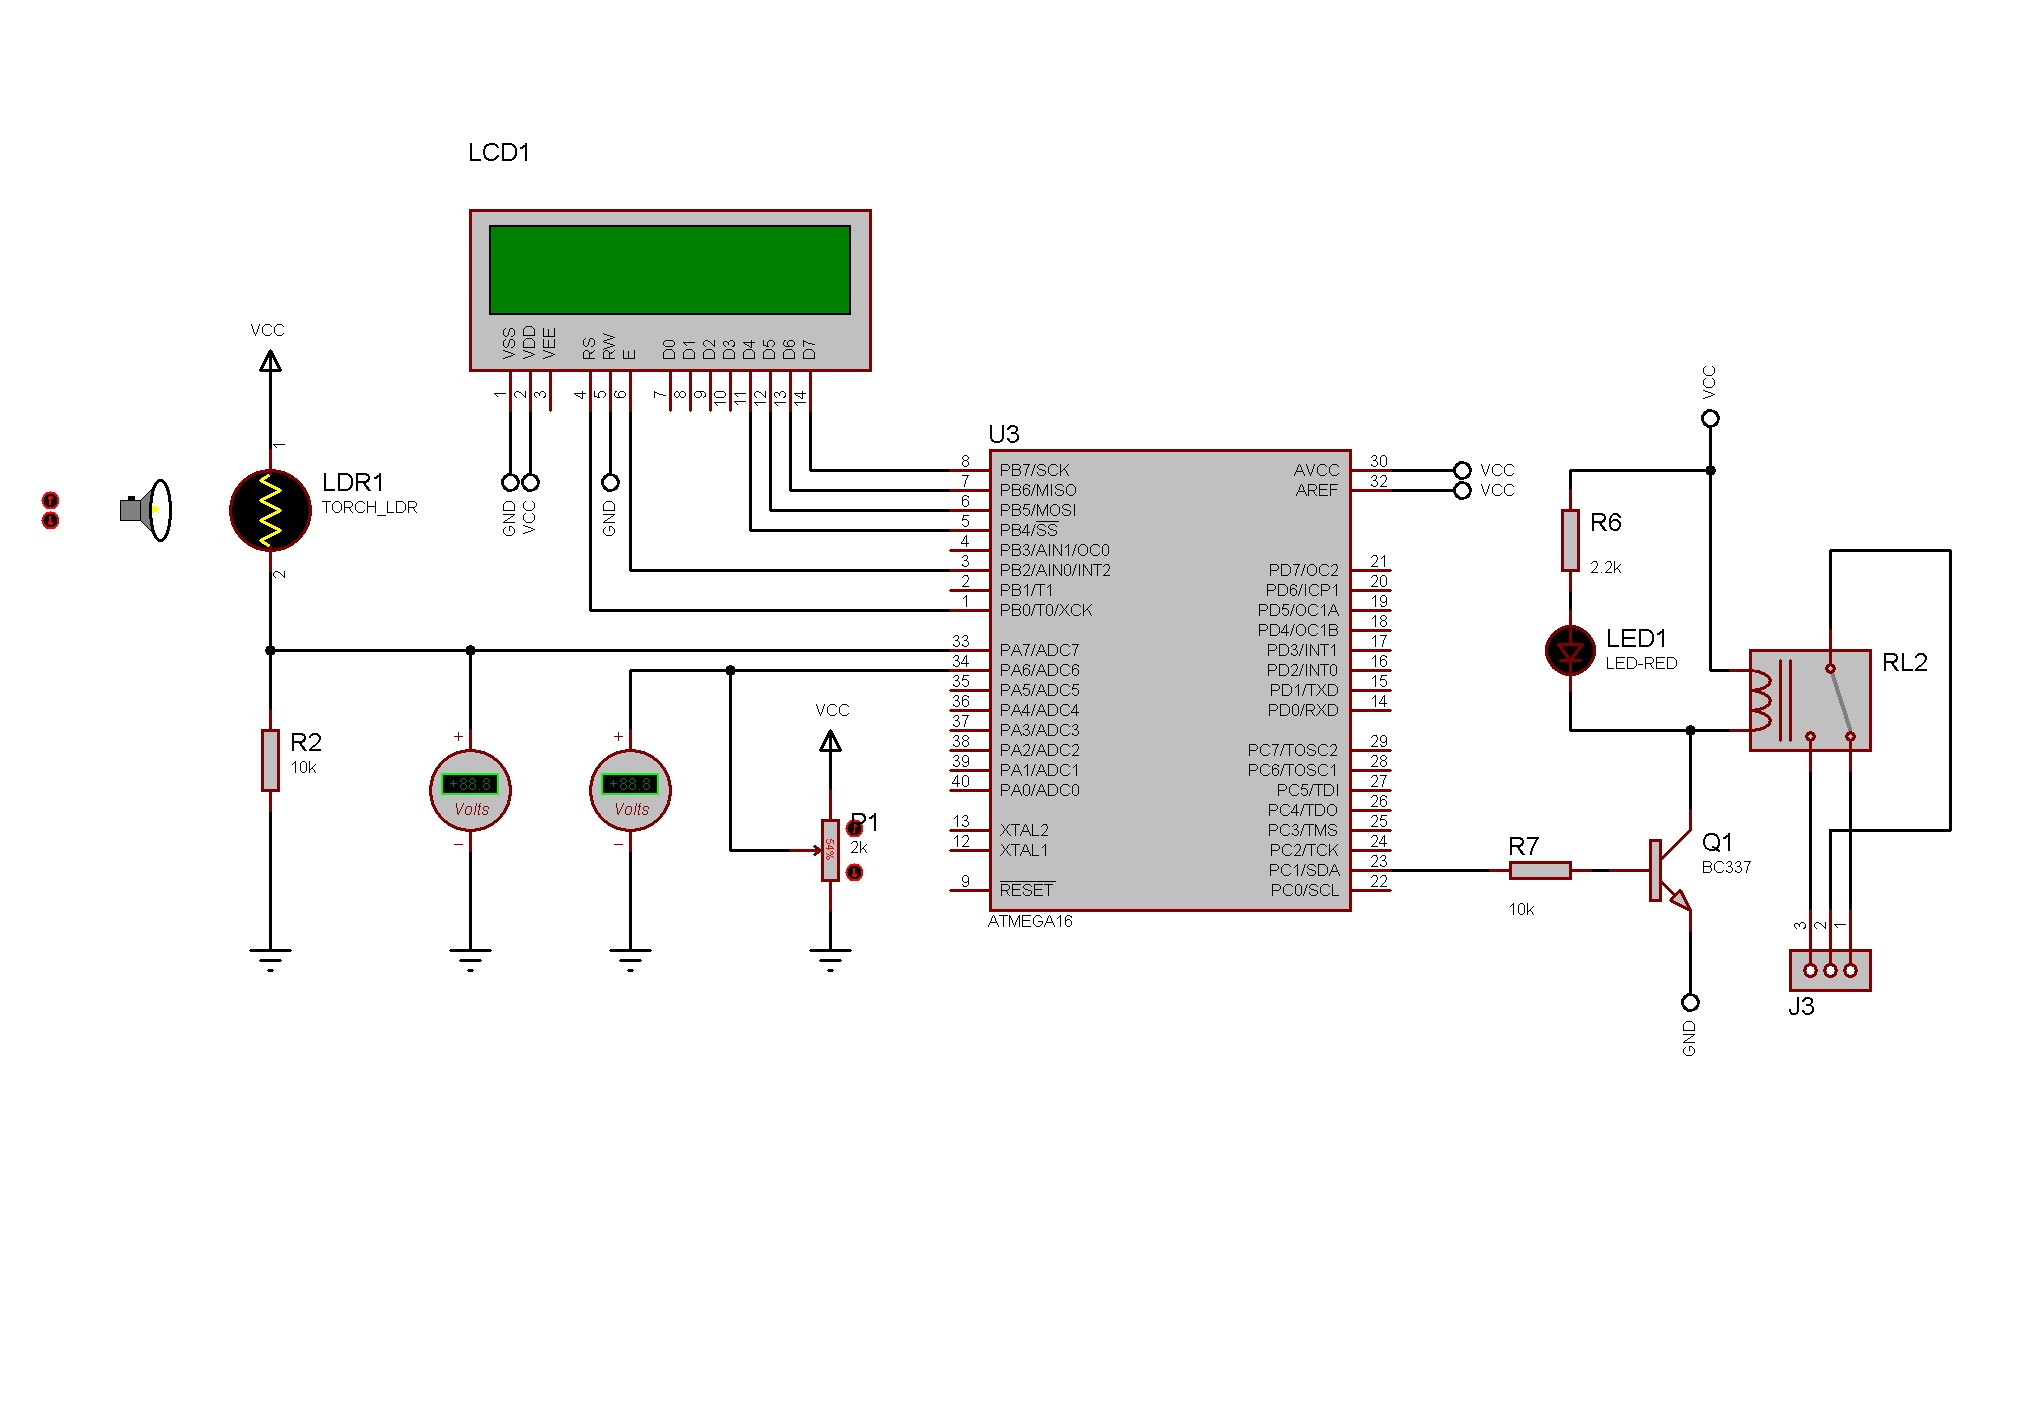 LCD1
VSS
VDD
VEE
RS
RW
E
D0
D1
D2
D3
D4
D5
D6
D7
1
2
3
4
5
6
7
8
9
10
11
12
13
14
GND
VCC
GND
VCC
1
LDR1
TORCH_LDR
2
R2
10k
+
+88.8
Volts
−
+
+88.8
Volts
−
VCC
P1
2k
54%
U3
8 PB7/SCK
7 PB6/MISO
6 PB5/MOSI
5 PB4/SS
4 PB3/AIN1/OC0
3 PB2/AIN0/INT2
2 PB1/T1
1 PB0/T0/XCK
33 PA7/ADC7
34 PA6/ADC6
35 PA5/ADC5
36 PA4/ADC4
37 PA3/ADC3
38 PA2/ADC2
39 PA1/ADC1
40 PA0/ADC0
13 XTAL2
12 XTAL1
9 RESET
AVCC 30 VCC
AREF 32 VCC
PD7/OC2 21
PD6/ICP1 20
PD5/OC1A 19
PD4/OC1B 18
PD3/INT1 17
PD2/INT0 16
PD1/TXD 15
PD0/RXD 14
PC7/TOSC2 29
PC6/TOSC1 28
PC5/TDI 27
PC4/TDO 26
PC3/TMS 25
PC2/TCK 24
PC1/SDA 23
PC0/SCL 22
ATMEGA16
VCC
R6
2.2k
LED1
LED-RED
RL2
R7
10k
Q1
BC337
GND
3
2
1
J3